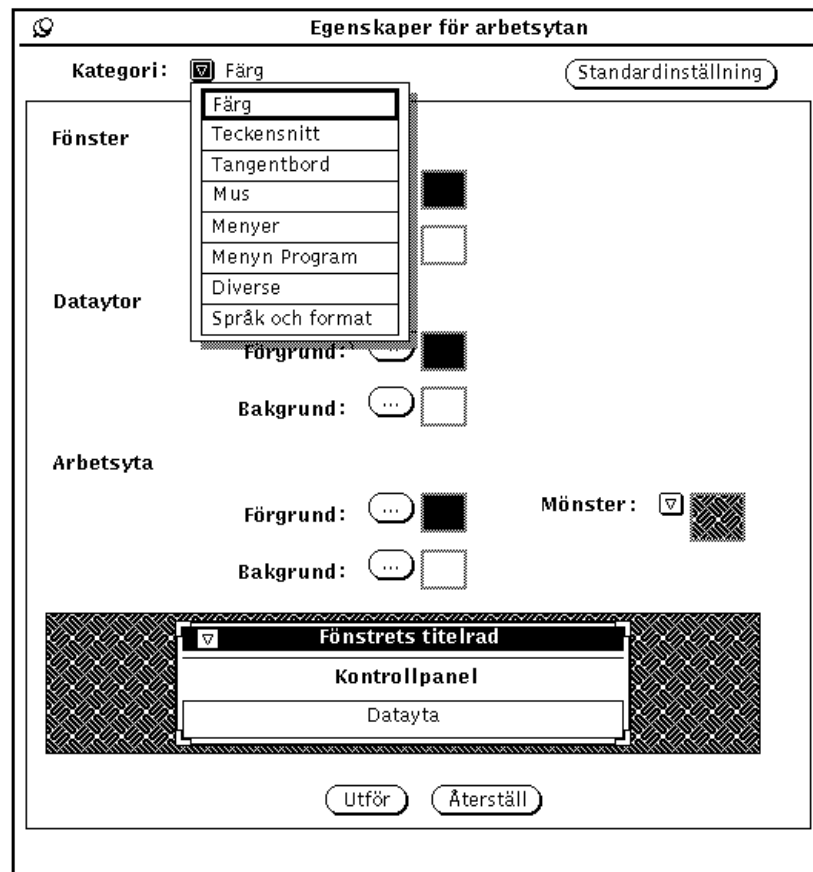 Egenskaper för arbetsytan
Kategori: Färg
Standardinställning
Färg
Teckensnitt
Tangentbord
Mus
Menyer
Menyn Program
Diverse
Språk och format
Fönster
Dataytor
Förgrund: ...
Bakgrund: ...
Arbetsyta
Förgrund: ...
Mönster:
Bakgrund: ...
Fönstrets titelrad
Kontrollpanel
Datayta
Utför
Återställ